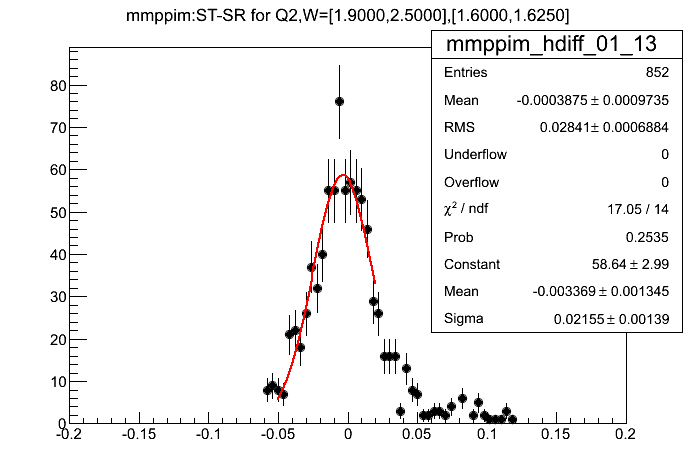 mmppim:ST-SR for Q2,W=[1.9000,2.5000],[1.6000,1.6250]
mmppim_hdiff_01_13
Entries 852
Mean -0.0003875 ± 0.0009735
RMS 0.02841 ± 0.0006884
Underflow 0
Overflow 0
χ² / ndf 17.05 / 14
Prob 0.2535
Constant 58.64 ± 2.99
Mean -0.003369 ± 0.001345
Sigma 0.02155 ± 0.00139
80
70
60
50
40
30
20
10
0
-0.2 -0.15 -0.1 -0.05 0 0.05 0.1 0.15 0.2